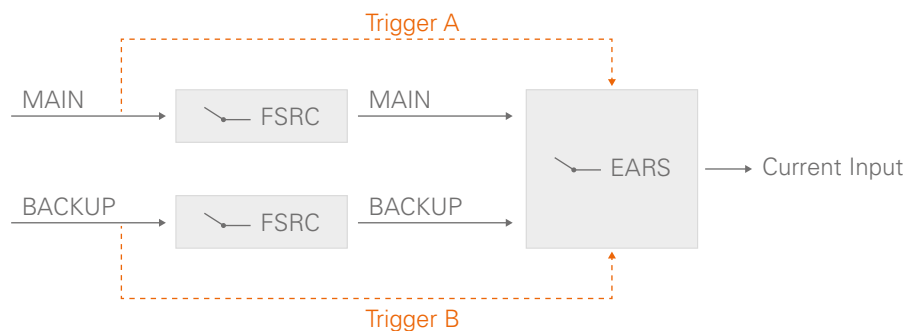 Trigger A
MAIN
FSRC
MAIN
EARS
Current Input
BACKUP
FSRC
BACKUP
Trigger B